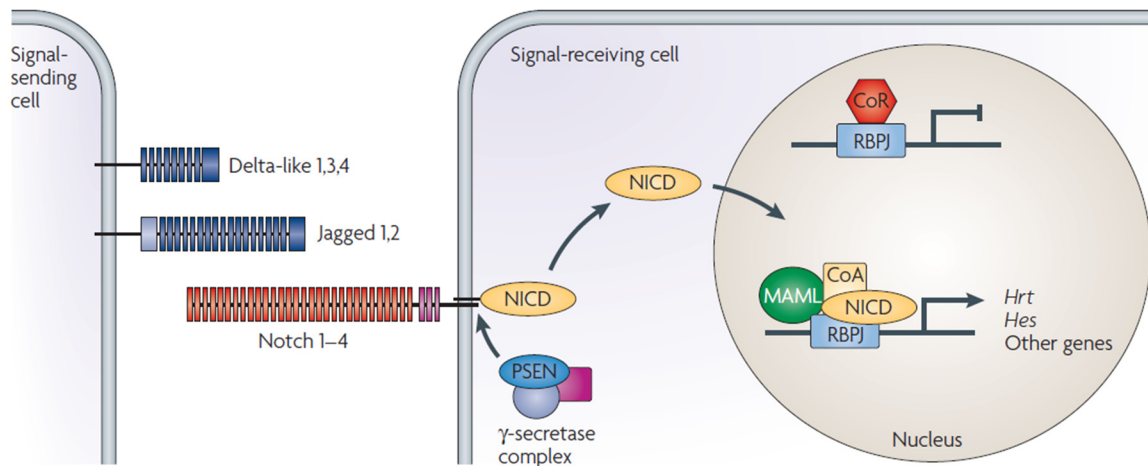 Signal-
sending
cell
Delta-like 1,3,4
Jagged 1,2
Notch 1–4
Signal-receiving cell
NICD
NICD
PSEN
γ-secretase
complex
CoR
RBPJ
MAML
CoA
NICD
RBPJ
Hrt
Hes
Other genes
Nucleus